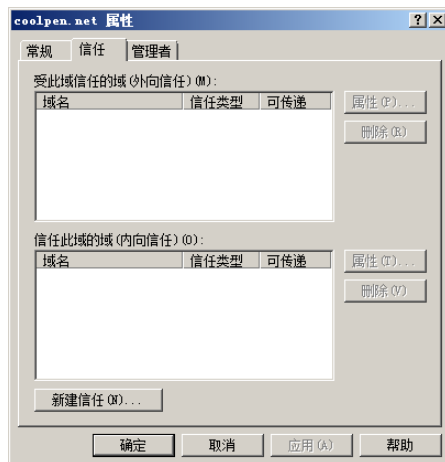 coolpen.net 属性
常规 信任 管理者
受此域信任的域(外向信任)(M):
域名 信任类型 可传递
属性(P)...
删除(R)
信任此域的域(内向信任)(O):
域名 信任类型 可传递
属性(T)...
删除(V)
新建信任(N)...
确定 取消 应用(A) 帮助